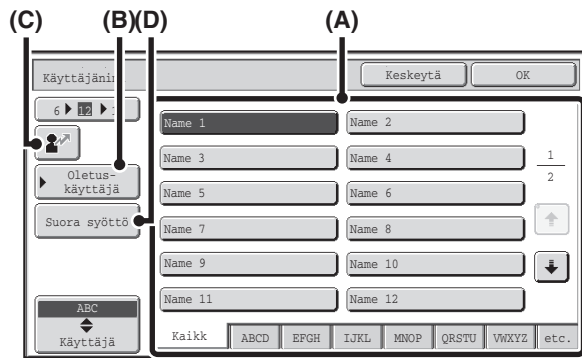 (C) (B)(D) (A)
Käyttäjänim
Keskeytä OK
6 12 1
Name 1 Name 2
Name 3 Name 4
1
2
Oletus-
käyttäjä
Name 5 Name 6
Suora syöttö
Name 7 Name 8
Name 9 Name 10
Name 11 Name 12
ABC
Käyttäjä
Kaikk ABCD EFGH IJKL MNOP QRSTU VWXYZ etc.